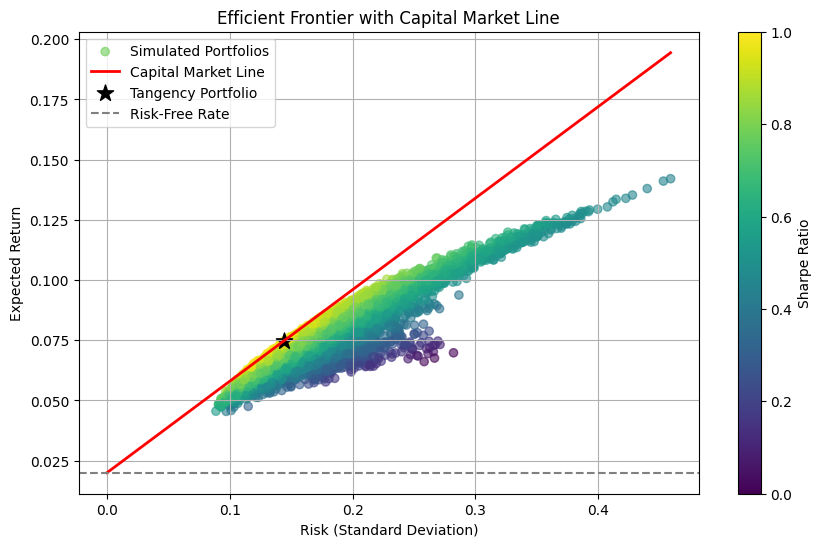 Efficient Frontier with Capital Market Line
Simulated Portfolios
Capital Market Line
Tangency Portfolio
Risk-Free Rate
Expected Return
0.200
0.175
0.150
0.125
0.100
0.075
0.050
0.025
0.0
0.1
0.2
0.3
0.4
Risk (Standard Deviation)
1.0
0.8
0.6
0.4
0.2
0.0
Sharpe Ratio